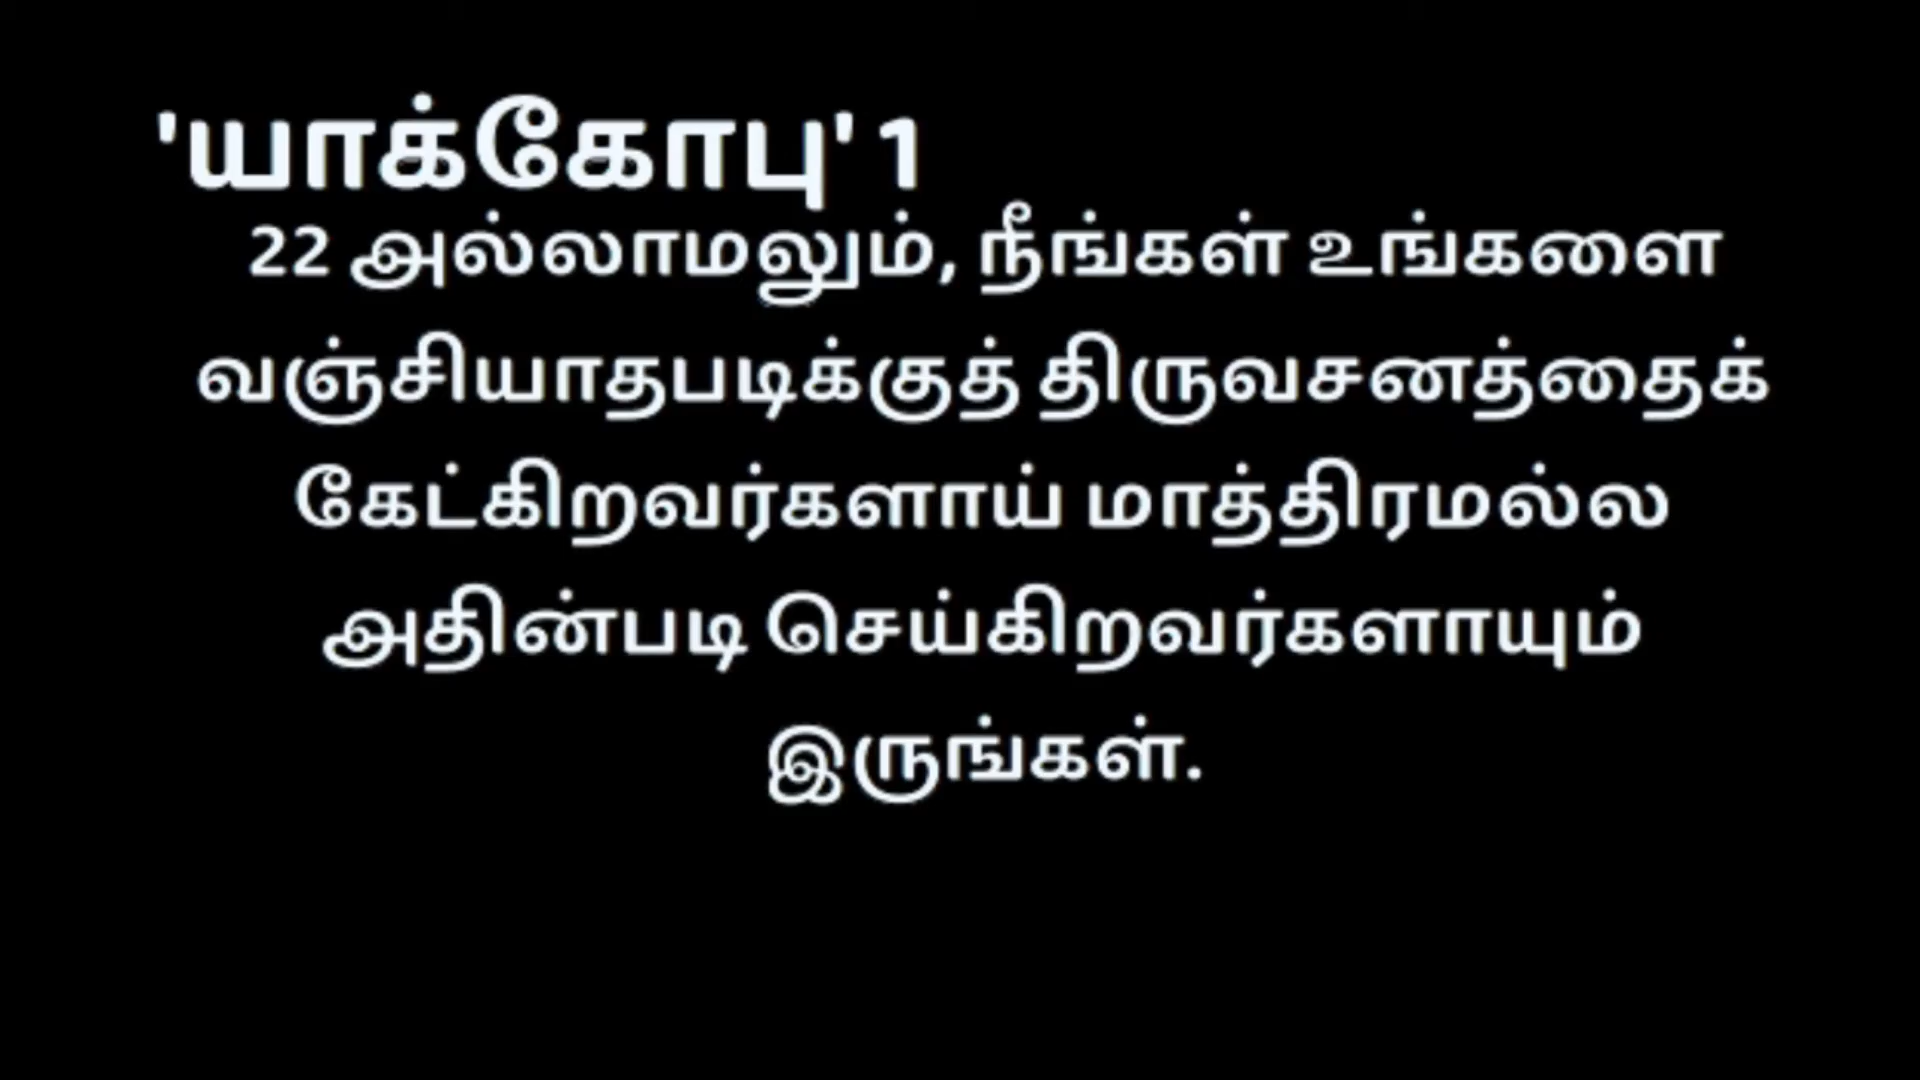 'யாக்கோபு' 1
22 அல்லாமலும், நீங்கள் உங்களை
வஞ்சியாதபடிக்குத் திருவசனத்தைக்
கேட்கிறவர்களாய் மாத்திரமல்ல
அதின்படி செய்கிறவர்களாயும்
இருங்கள்.